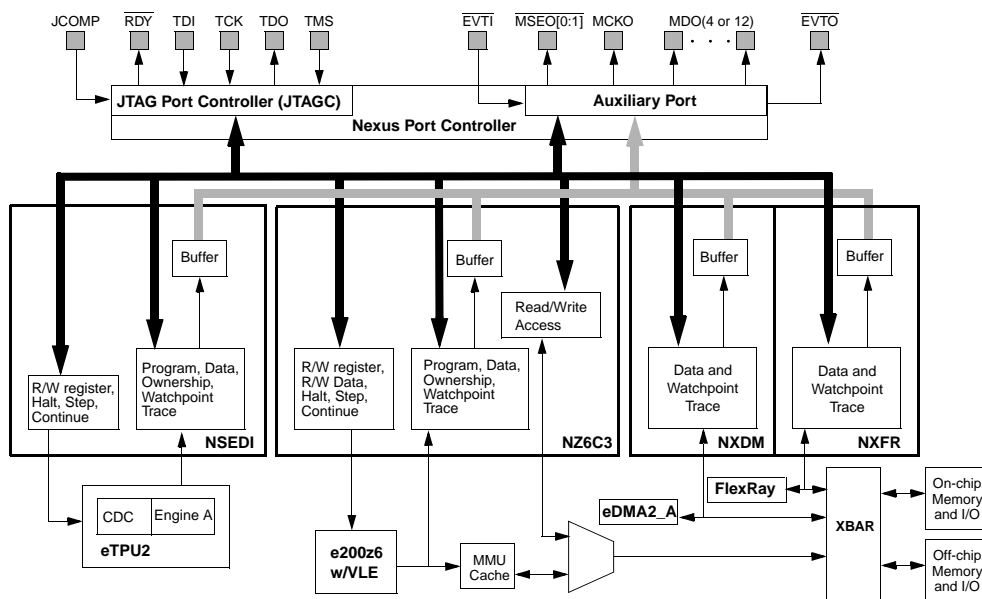 JCOMP RDY TDI TCK TDO TMS EVTI MSEO[0:1] MCKO MDO(4 or 12) EVTO
JTAG Port Controller (JTAGC)
Auxiliary Port
Nexus Port Controller
Buffer
Buffer
Buffer
Buffer
Read/Write
Access
R/W register,
Halt, Step,
Continue
Program, Data,
Ownership,
Watchpoint
Trace
NSEDI
R/W register,
R/W Data,
Halt, Step,
Continue
Program, Data,
Ownership,
Watchpoint
Trace
NZ6C3
Data and
Watchpoint
Trace
NXDM
Data and
Watchpoint
Trace
NXFR
CDC
Engine A
eTPU2
e200z6
w/VLE
MMU
Cache
eDMA2_A
FlexRay
XBAR
On-chip
Memory
and I/O
Off-chip
Memory
and I/O